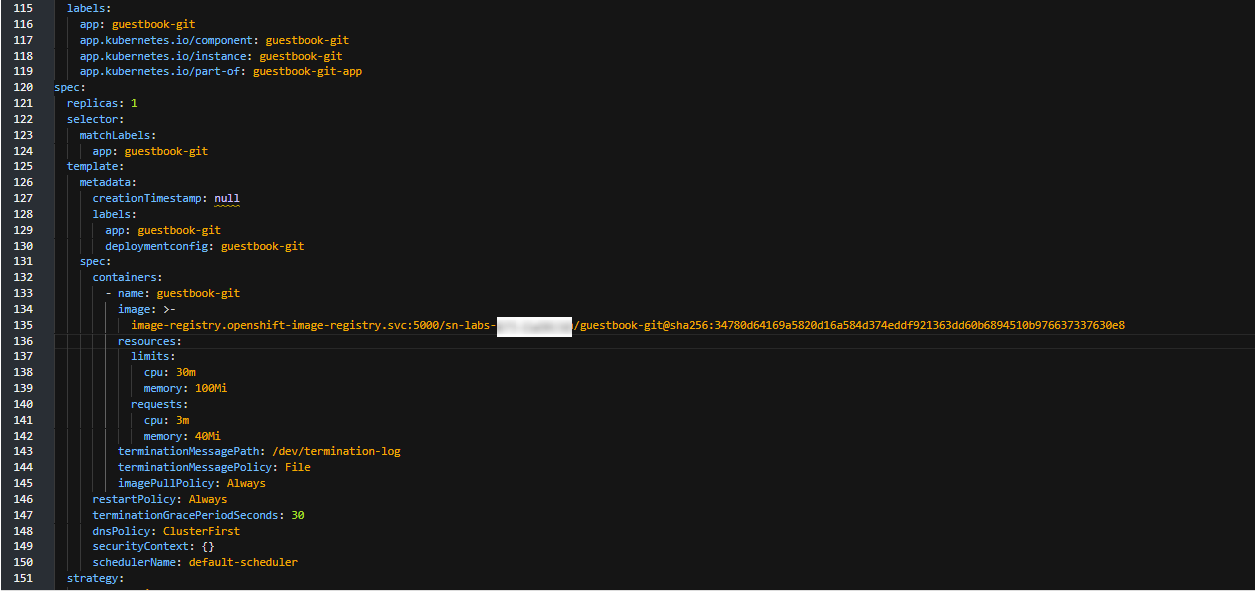 115 labels:
116 app: guestbook-git
117 app.kubernetes.io/component: guestbook-git
118 app.kubernetes.io/instance: guestbook-git
119 app.kubernetes.io/part-of: guestbook-git-app
120 spec:
121 replicas: 1
122 selector:
123 matchLabels:
124 app: guestbook-git
125 template:
126 metadata:
127 creationTimestamp: null
128 labels:
129 app: guestbook-git
130 deploymentconfig: guestbook-git
131 spec:
132 containers:
133 - name: guestbook-git
134 image: >-
135 image-registry.openshift-image-registry.svc:5000/sn-labs- /guestbook-git@sha256:34780d64169a5820d16a584d374eddf921363dd60b6894510b976637337630e8
136 resources:
137 limits:
138 cpu: 30m
139 memory: 100Mi
140 requests:
141 cpu: 3m
142 memory: 40Mi
143 terminationMessagePath: /dev/termination-log
144 terminationMessagePolicy: File
145 imagePullPolicy: Always
146 restartPolicy: Always
147 terminationGracePeriodSeconds: 30
148 dnsPolicy: ClusterFirst
149 securityContext: {}
150 schedulerName: default-scheduler
151 strategy: